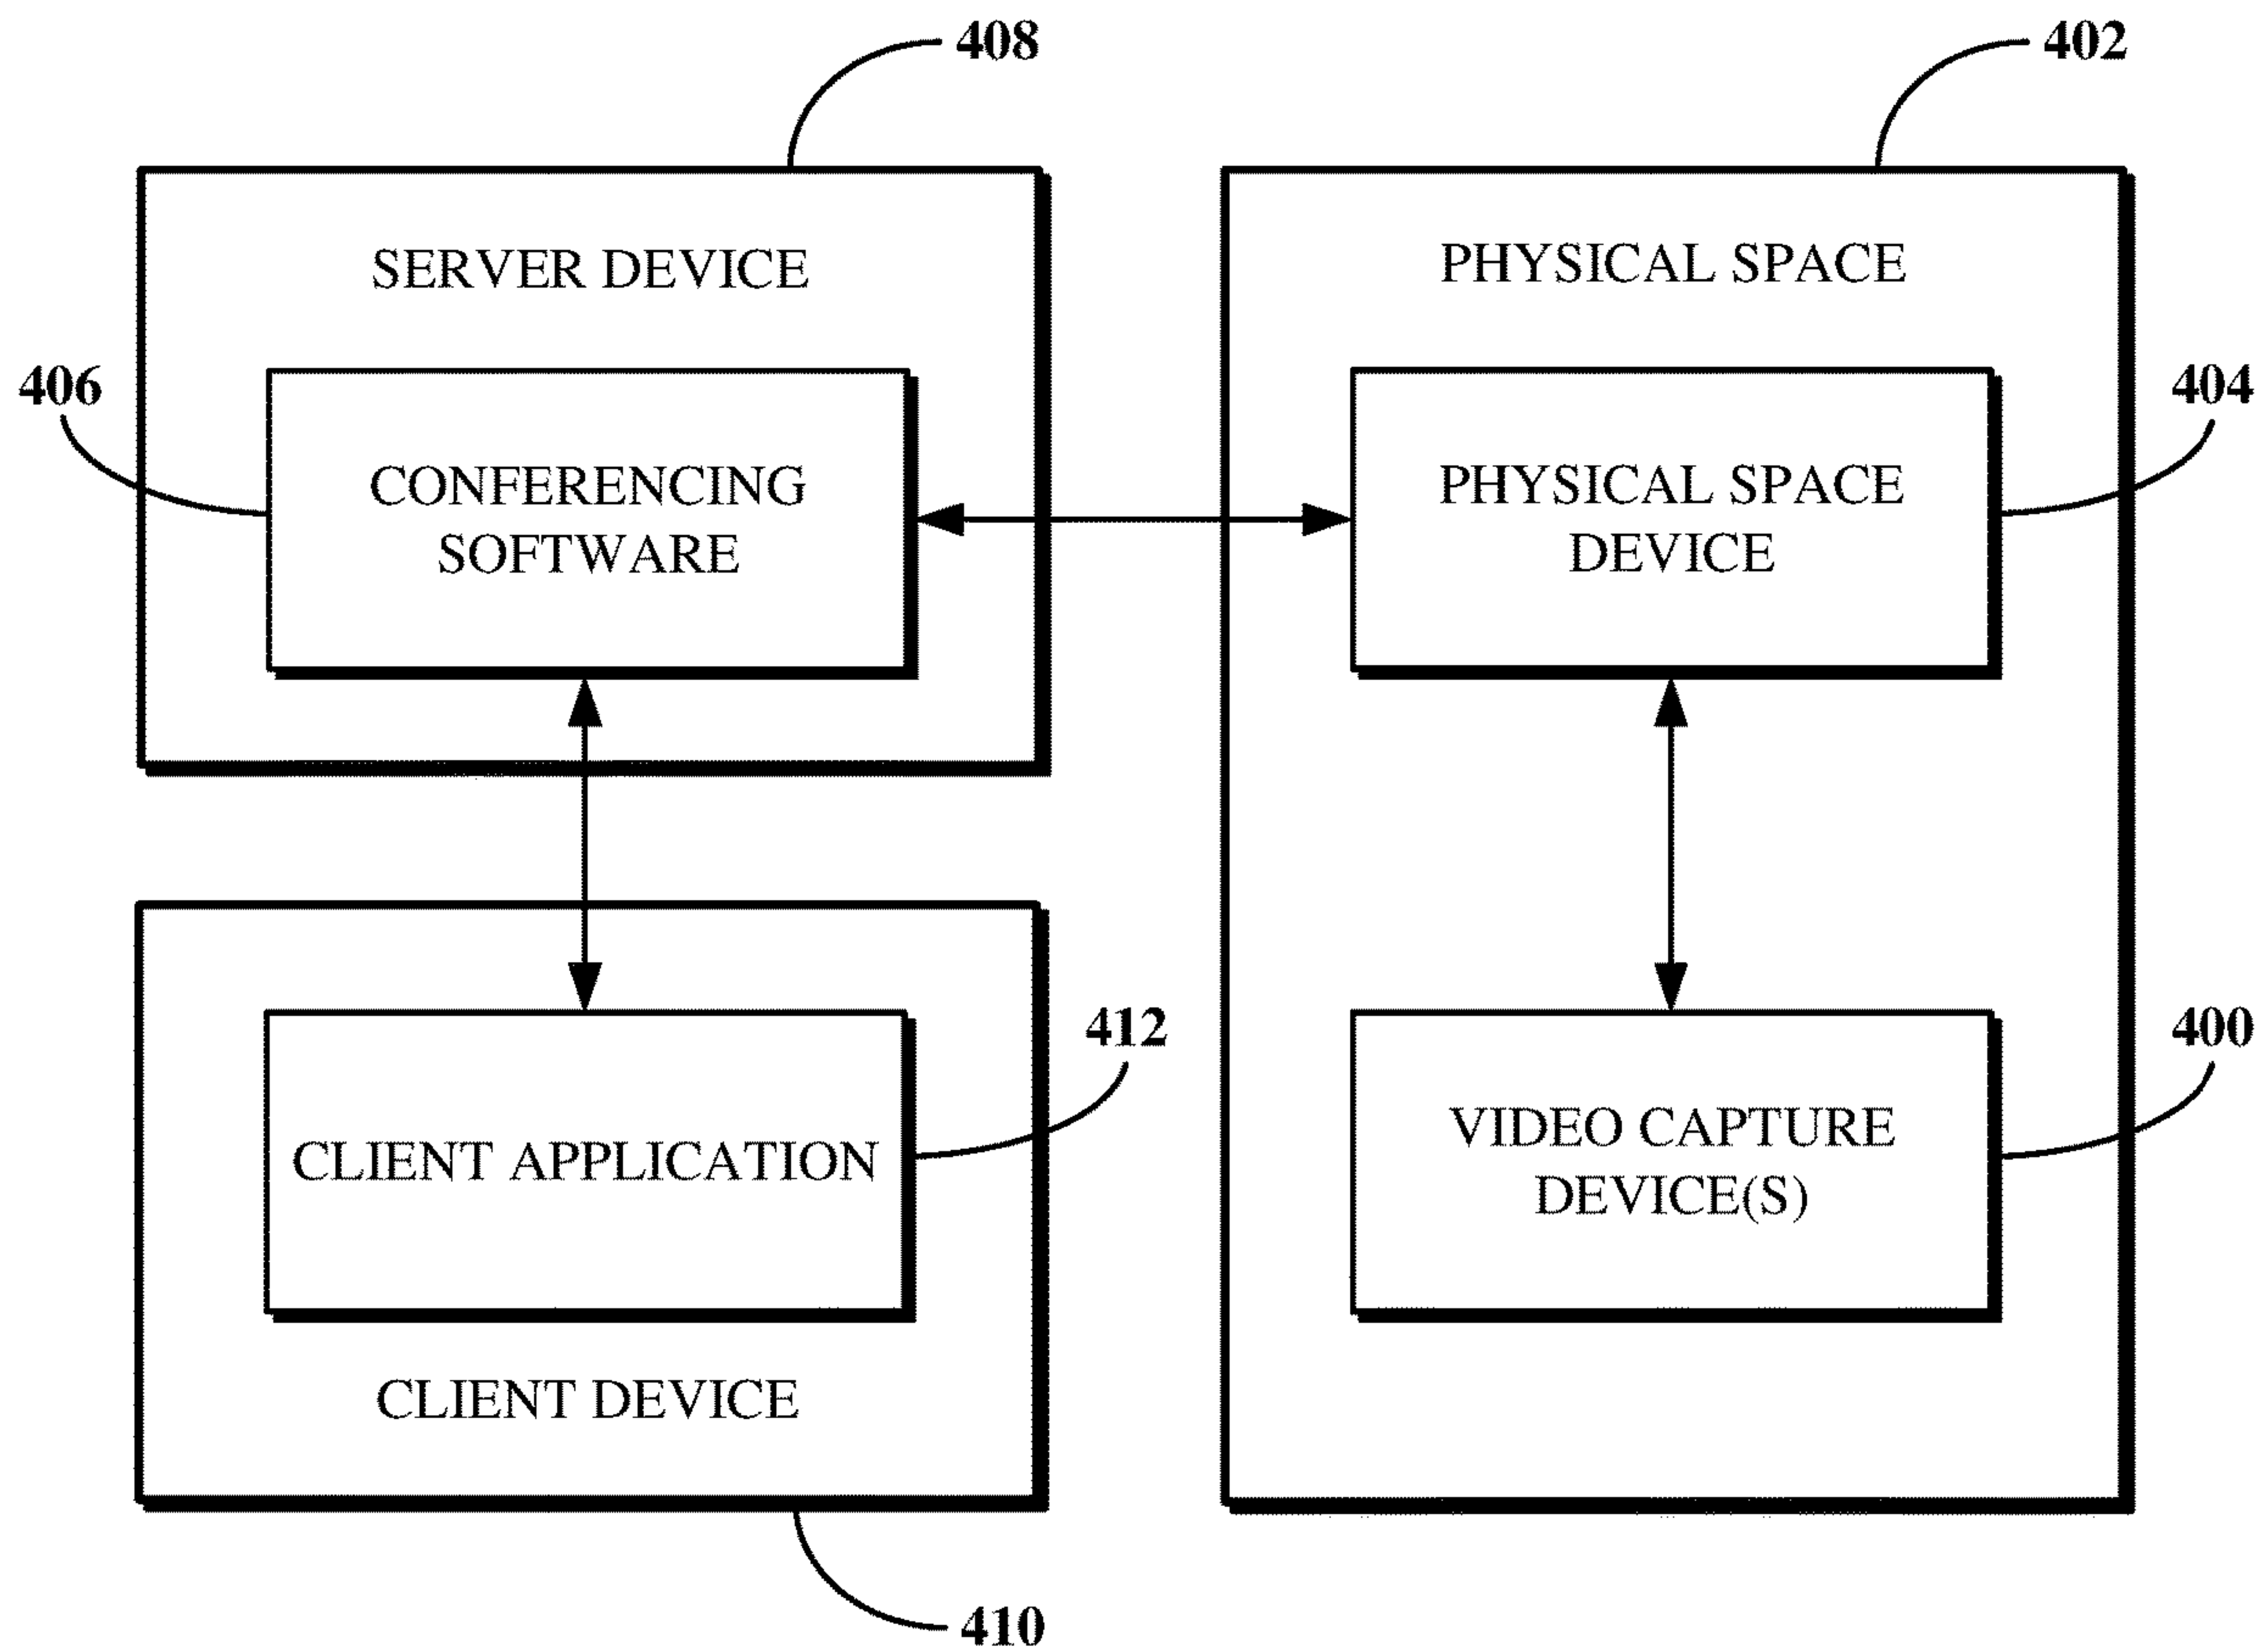 408
402
SERVER DEVICE
PHYSICAL SPACE
406
404
CONFERENCING
SOFTWARE
PHYSICAL SPACE
DEVICE
412
400
CLIENT APPLICATION
VIDEO CAPTURE
DEVICE(S)
CLIENT DEVICE
410